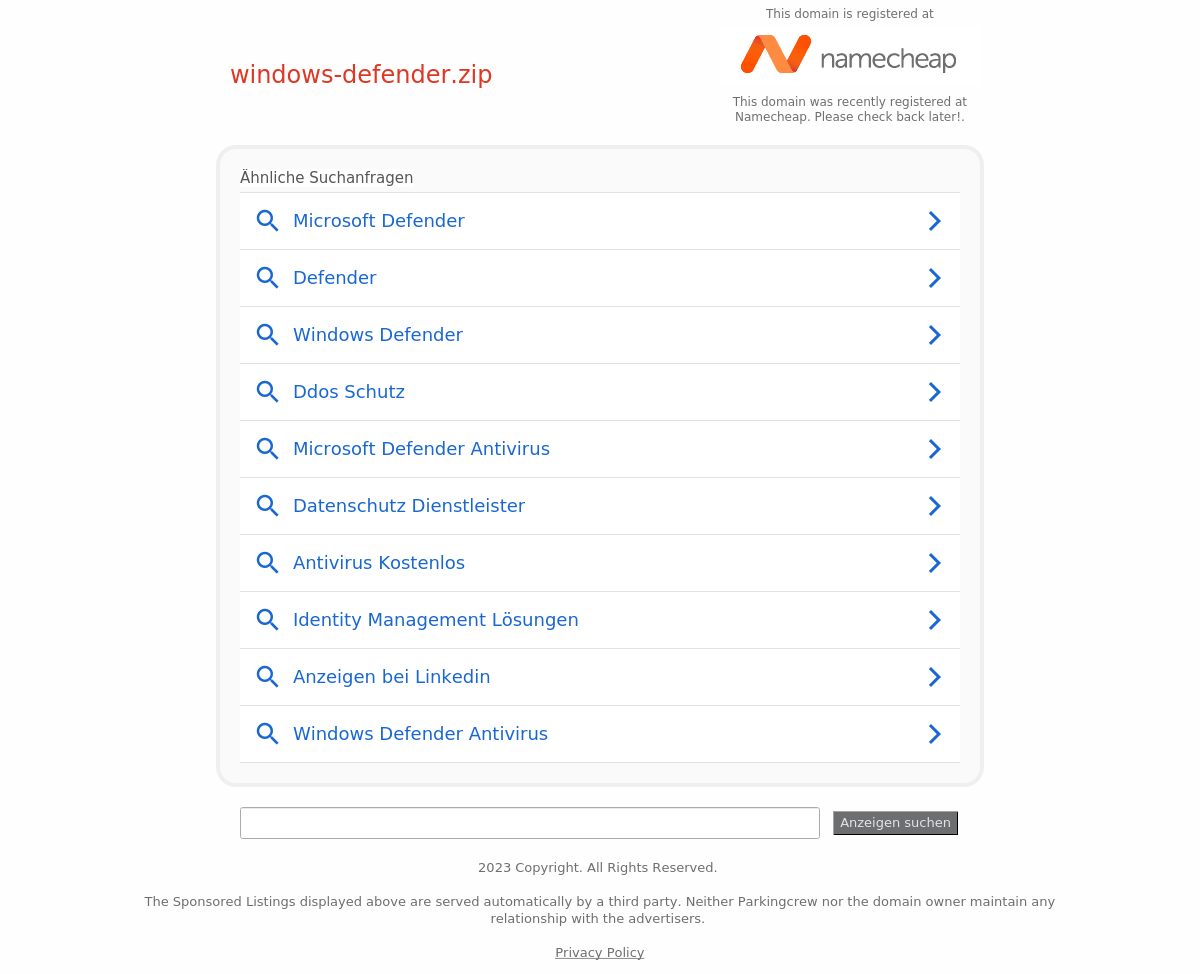 This domain is registered at
namecheap
windows-defender.zip
This domain was recently registered at
Namecheap. Please check back later!.
Ähnliche Suchanfragen
Microsoft Defender
Defender
Windows Defender
Ddos Schutz
Microsoft Defender Antivirus
Datenschutz Dienstleister
Antivirus Kostenlos
Identity Management Lösungen
Anzeigen bei Linkedin
Windows Defender Antivirus
Anzeigen suchen
2023 Copyright. All Rights Reserved.
The Sponsored Listings displayed above are served automatically by a third party. Neither Parkingcrew nor the domain owner maintain any
relationship with the advertisers.
Privacy Policy